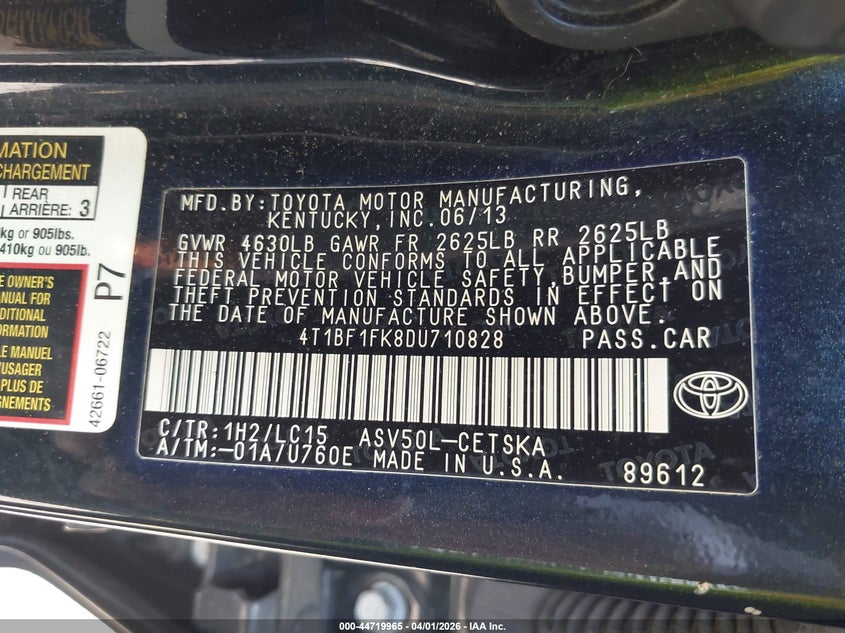 MATION
CHARGEMENT
REAR
ARRIÈRE: 3
kg or 905lbs.
410kg ou 905lb.
E OWNER'S
ANUAL FOR
DITIONAL
ORMATION
LE MANUEL
USAGER
PLUS DE
GNEMENTS
P7
42661-06722
MFD.BY:TOYOTA MOTOR MANUFACTURING,
KENTUCKY,INC.06/13
GVWR 4630LB GAWR FR 2625LB RR 2625LB
THIS VEHICLE CONFORMS TO ALL APPLICABLE
FEDERAL MOTOR VEHICLE SAFETY,BUMPER,AND
THEFT PREVENTION STANDARDS IN EFFECT ON
THE DATE OF MANUFACTURE SHOWN ABOVE.
4T1BF1FK8DU710828 PASS.CAR
C/TR:1H2/LC15 ASV50L-CETSKA
A/TM:-01A/U760E MADE IN U.S.A.
89612
000-44719965 - 04/01/2026 - IAA Inc.